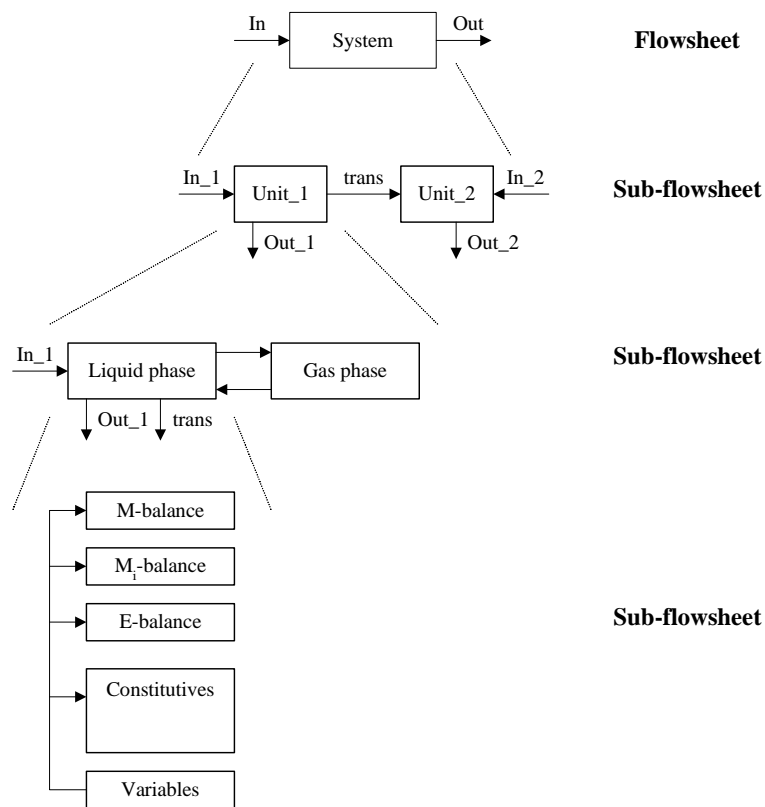 In
System
Out
Flowsheet
In_1
Unit_1
trans
Unit_2
In_2
Sub-flowsheet
Out_1
Out_2
In_1
Liquid phase
Gas phase
Sub-flowsheet
Out_1
trans
M-balance
Mi-balance
E-balance
Sub-flowsheet
Constitutives
Variables